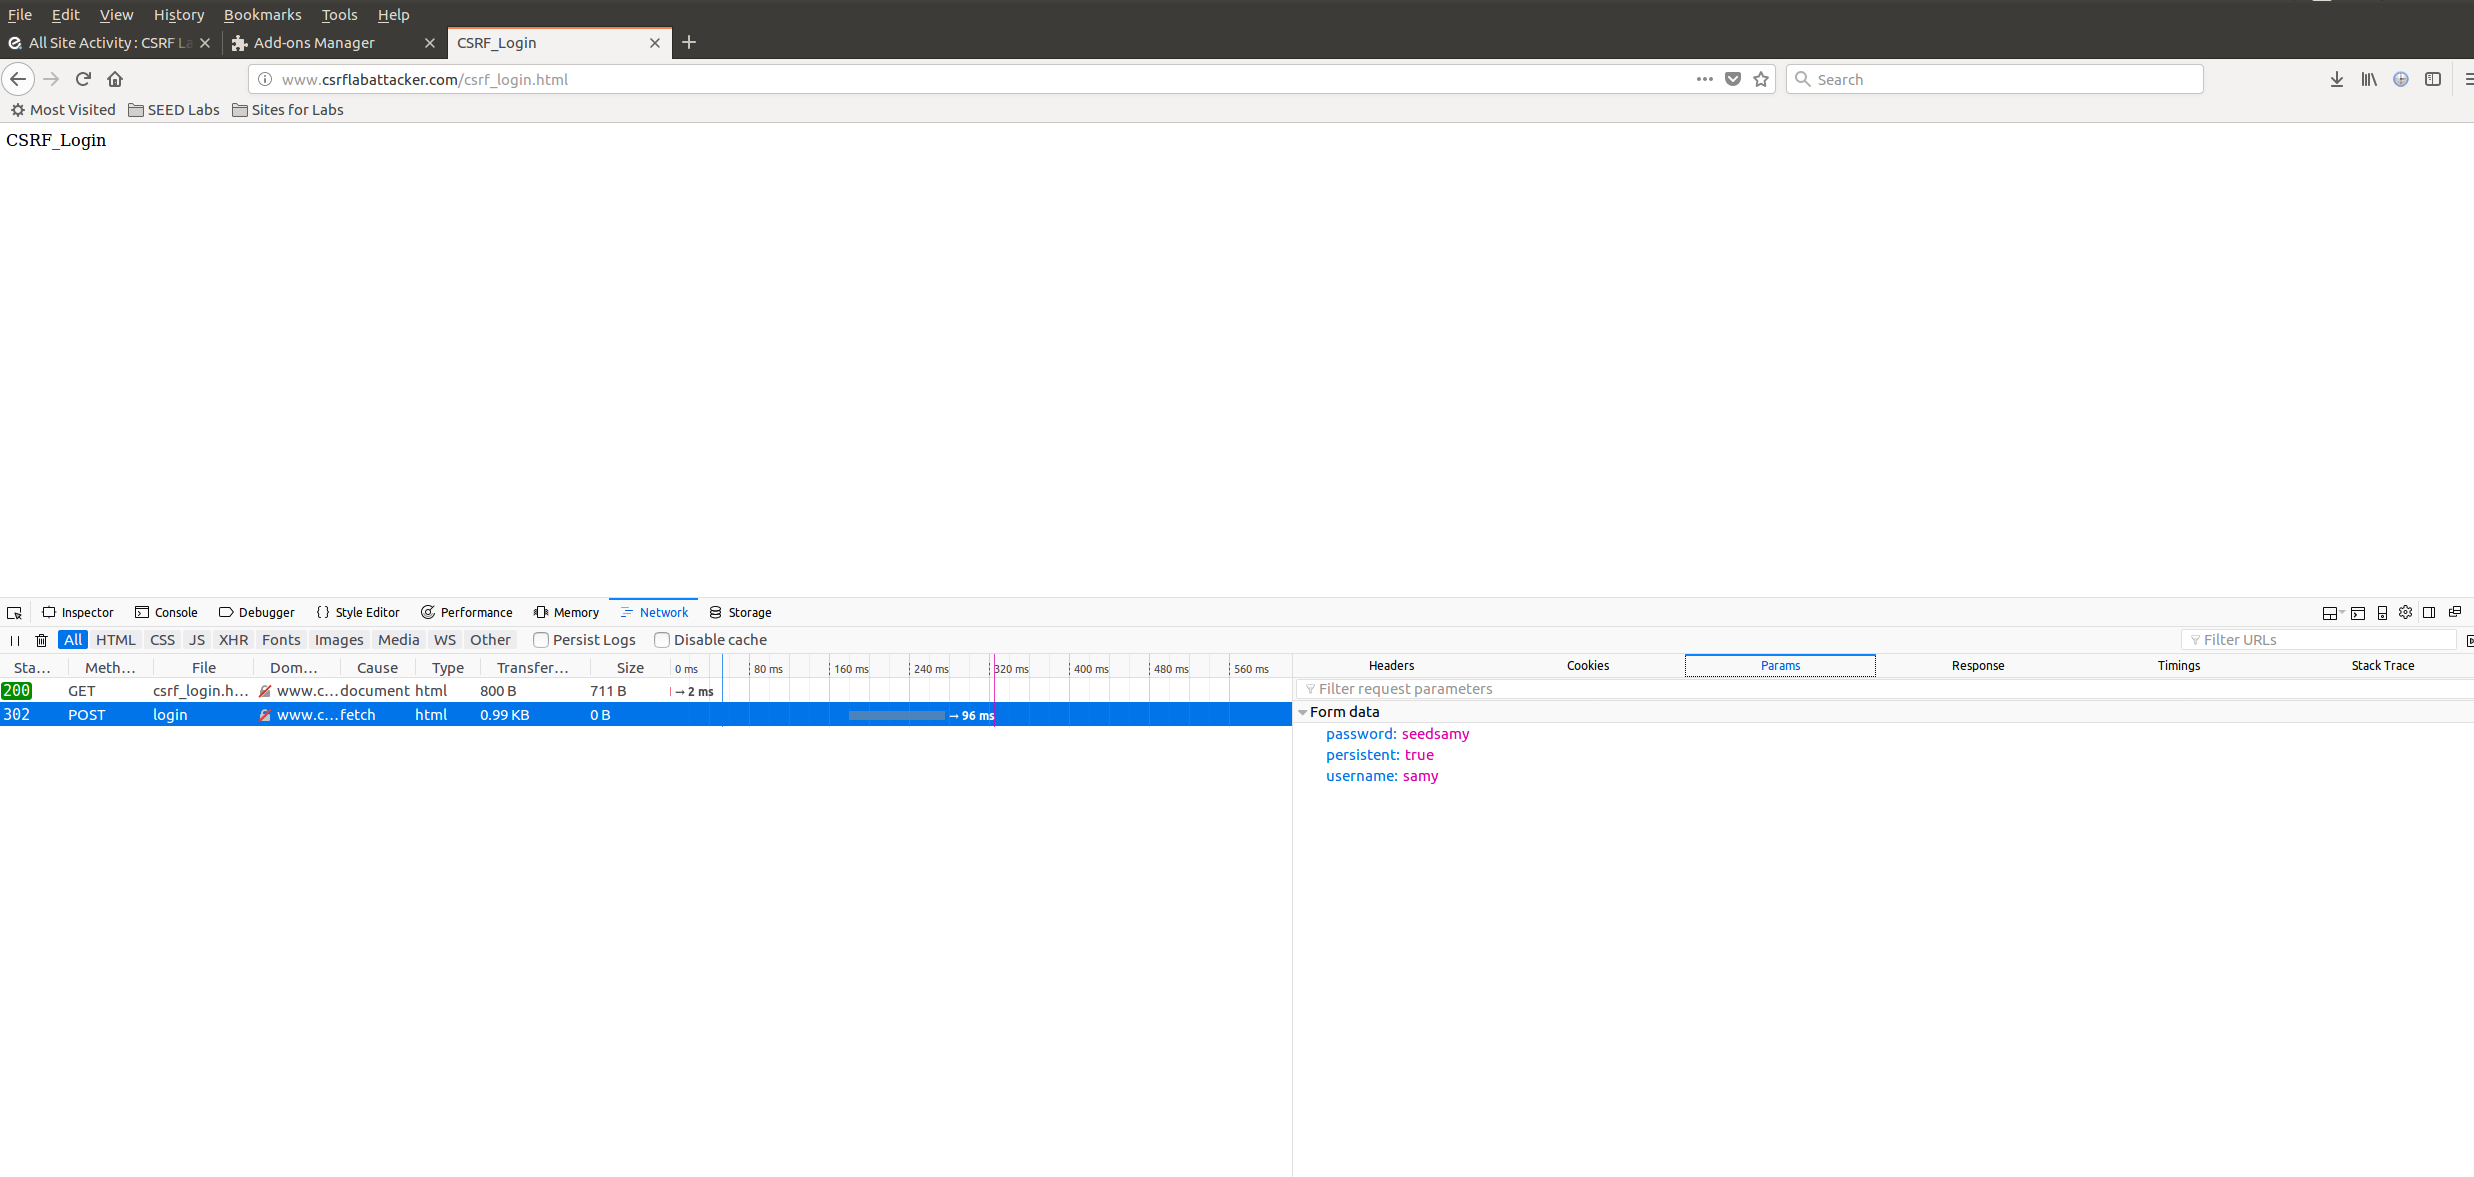 File Edit View History Bookmarks Tools Help
All Site Activity : CSRF La Add-ons Manager CSRF_Login
www.csrflabattacker.com/csrf_login.html Search
Most Visited SEED Labs Sites for Labs
CSRF_Login
Inspector Console Debugger Style Editor Performance Memory Network Storage
All HTML CSS JS XHR Fonts Images Media WS Other Persist Logs Disable cache Filter URLs
Sta... Meth... File Dom... Cause Type Transfer... Size 0 ms 80 ms 160 ms 240 ms 320 ms 400 ms 480 ms 560 ms Headers Cookies Params Response Timings Stack Trace
200 GET csrf_login.h... www.c... document html 800 B 711 B → 2 ms Filter request parameters
302 POST login www.c... fetch html 0.99 KB 0 B → 96 ms Form data
password: seedsamy
persistent: true
username: samy